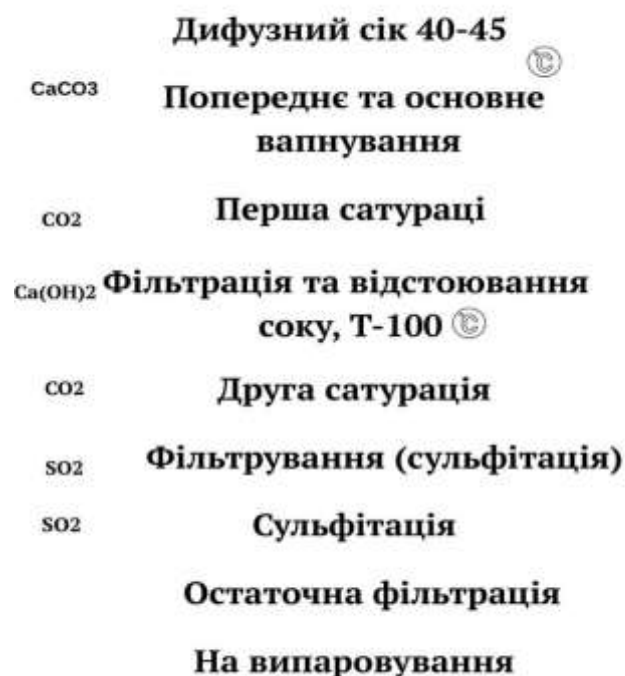 Дифузний сік 40-45
℃
CaCO3
Попереднє та основне
вапнування
CO2
Перша сатураці
Ca(OH)2 Фільтрація та відстоювання
соку, Т-100 ℃
CO2
Друга сатурація
SO2
Фільтрування (сульфітація)
SO2
Сульфітація
Остаточна фільтрація
На випаровування